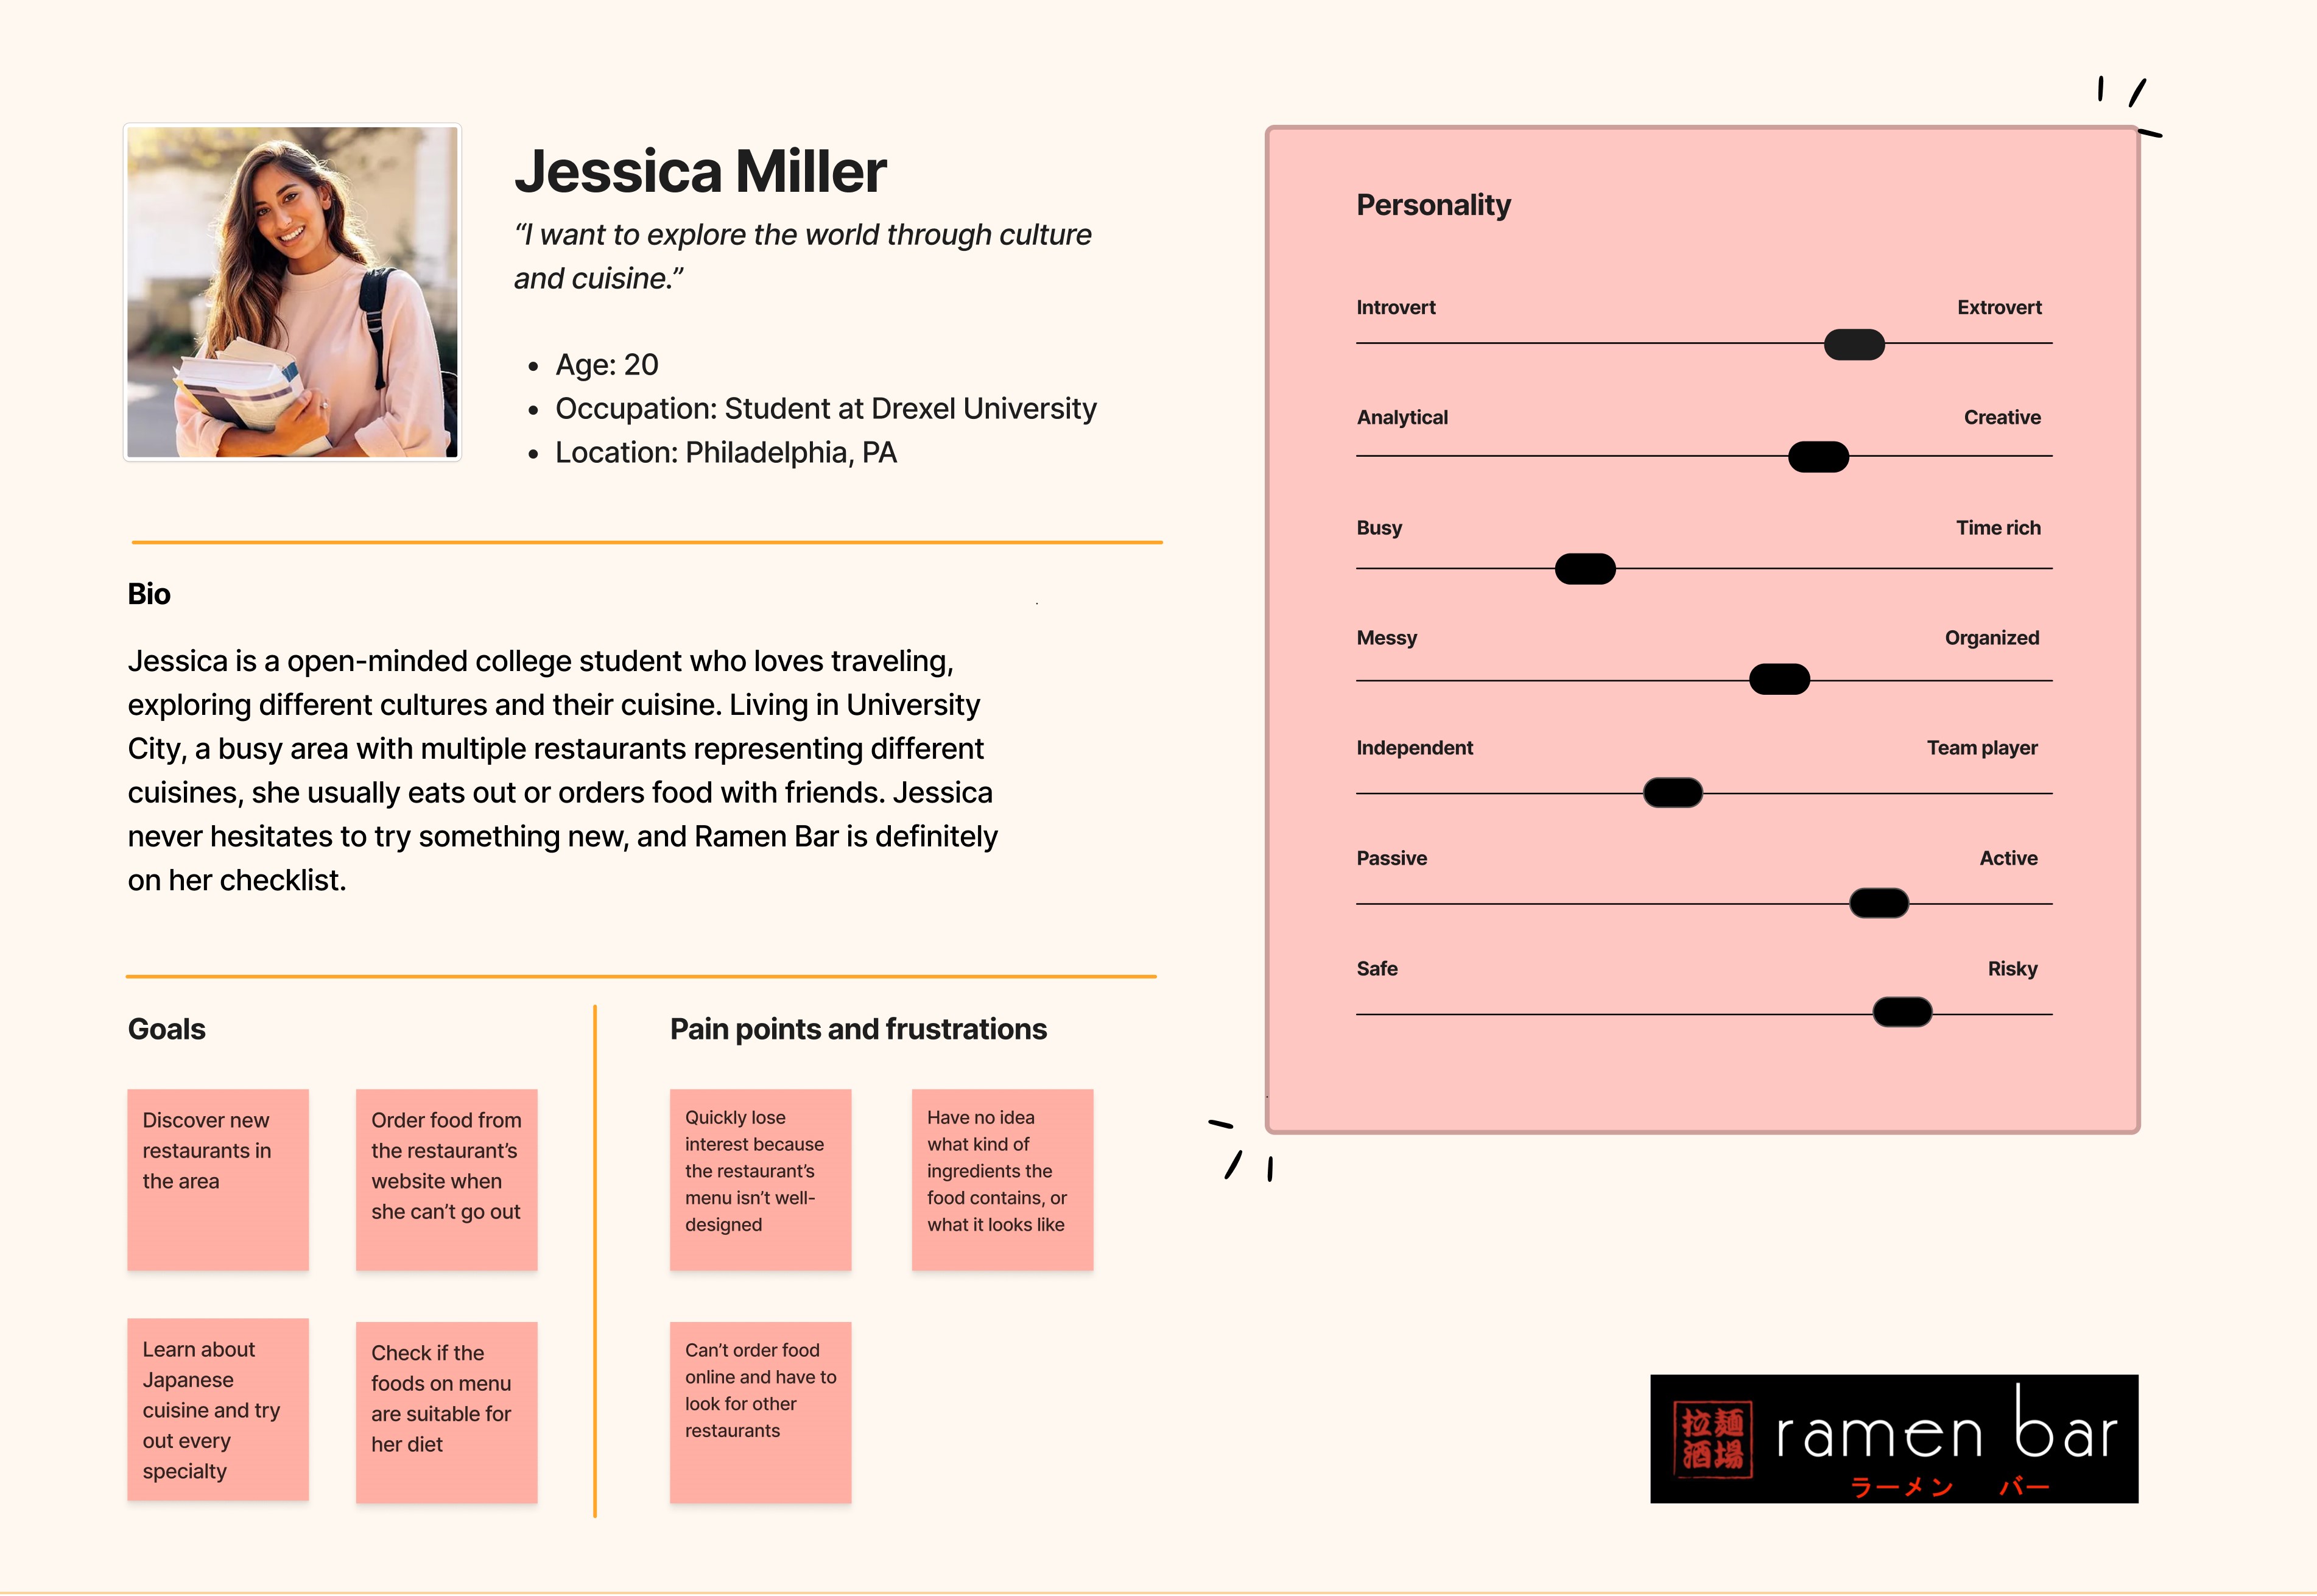 Jessica Miller
“I want to explore the world through culture
and cuisine.”
• Age: 20
• Occupation: Student at Drexel University
• Location: Philadelphia, PA
Bio
Jessica is a open-minded college student who loves traveling,
exploring different cultures and their cuisine. Living in University
City, a busy area with multiple restaurants representing different
cuisines, she usually eats out or orders food with friends. Jessica
never hesitates to try something new, and Ramen Bar is definitely
on her checklist.
Goals
Discover new
restaurants in
the area
Order food from
the restaurant’s
website when
she can’t go out
Learn about
Japanese
cuisine and try
out every
specialty
Check if the
foods on menu
are suitable for
her diet
Pain points and frustrations
Quickly lose
interest because
the restaurant’s
menu isn’t well-
designed
Have no idea
what kind of
ingredients the
food contains, or
what it looks like
Can’t order food
online and have to
look for other
restaurants
Personality
Introvert Extrovert
Analytical Creative
Busy Time rich
Messy Organized
Independent Team player
Passive Active
Safe Risky
拉麺
酒場
ramen bar
ラーメン バー